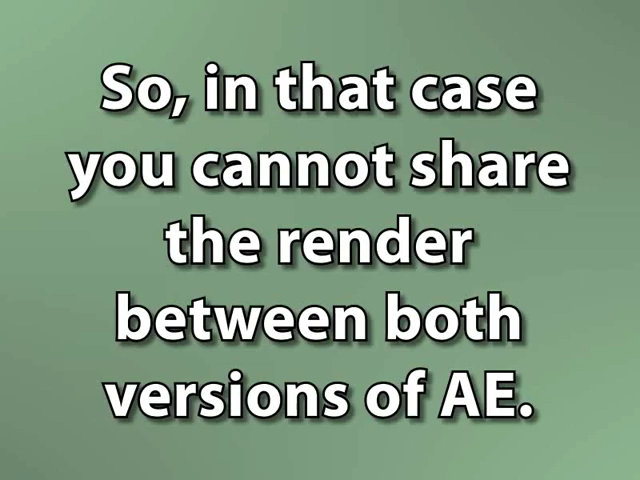 So, in that case
you cannot share
the render
between both
versions of AE.